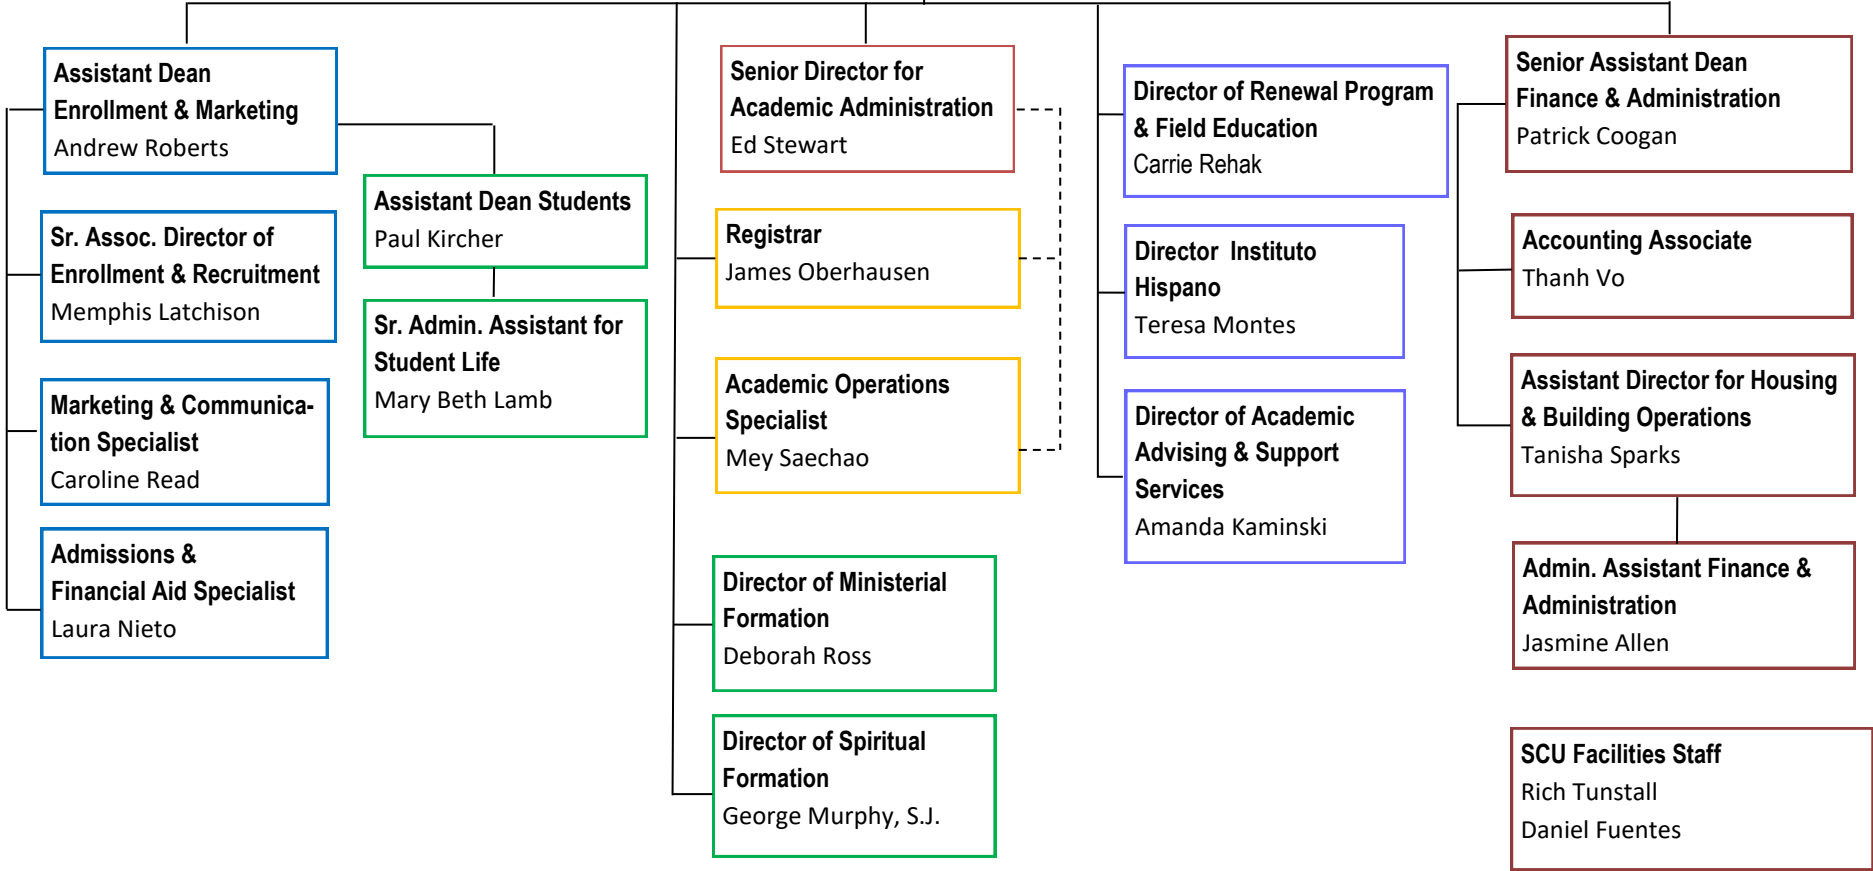 Assistant Dean
Enrollment & Marketing
Andrew Roberts
Sr. Assoc. Director of
Enrollment & Recruitment
Memphis Latchison
Marketing & Communica-
tion Specialist
Caroline Read
Admissions &
Financial Aid Specialist
Laura Nieto
Assistant Dean Students
Paul Kircher
Sr. Admin. Assistant for
Student Life
Mary Beth Lamb
Senior Director for
Academic Administration
Ed Stewart
Registrar
James Oberhausen
Academic Operations
Specialist
Mey Saechao
Director of Ministerial
Formation
Deborah Ross
Director of Spiritual
Formation
George Murphy, S.J.
Director of Renewal Program
& Field Education
Carrie Rehak
Director  Instituto
Hispano
Teresa Montes
Director of Academic
Advising & Support
Services
Amanda Kaminski
Senior Assistant Dean
Finance & Administration
Patrick Coogan
Accounting Associate
Thanh Vo
Assistant Director for Housing
& Building Operations
Tanisha Sparks
Admin. Assistant Finance &
Administration
Jasmine Allen
SCU Facilities Staff
Rich Tunstall
Daniel Fuentes